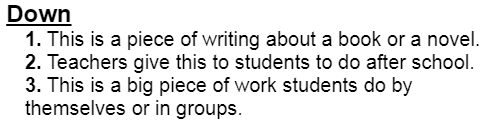 Down
1. This is a piece of writing about a book or a novel.
2. Teachers give this to students to do after school.
3. This is a big piece of work students do by
themselves or in groups.